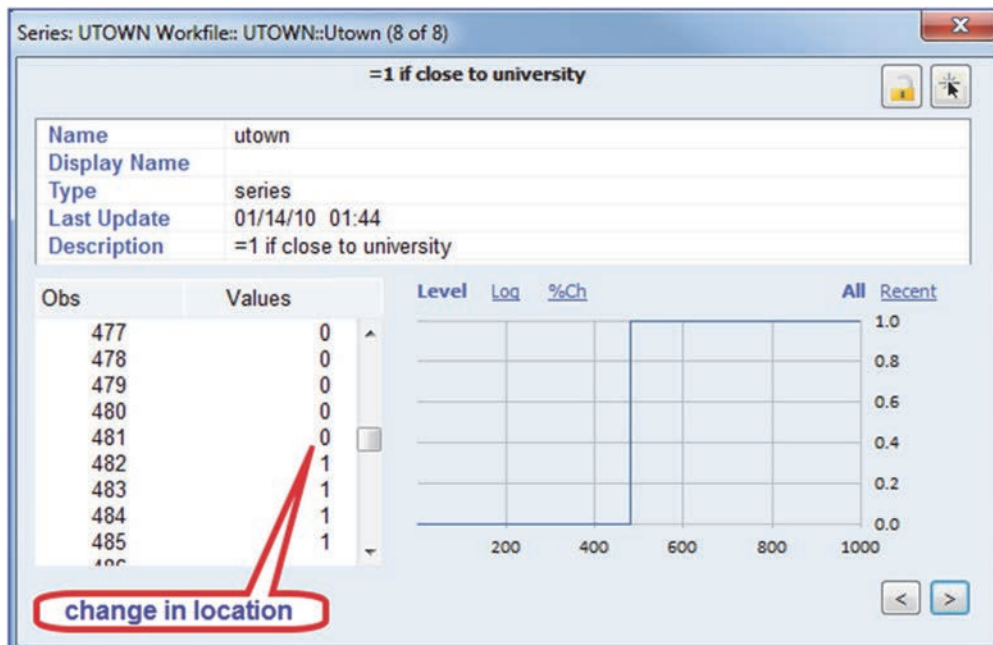 Series: UTOWN Workfile:: UTOWN::Utown (8 of 8)
=1 if close to university
Name utown
Display Name
Type series
Last Update 01/14/10 01:44
Description =1 if close to university
Obs Values
477 0
478 0
479 0
480 0
481 0
482 1
483 1
484 1
485 1
change in location
Level Log %Ch All Recent
1.0
0.8
0.6
0.4
0.2
0.0
200 400 600 800 1000
< >